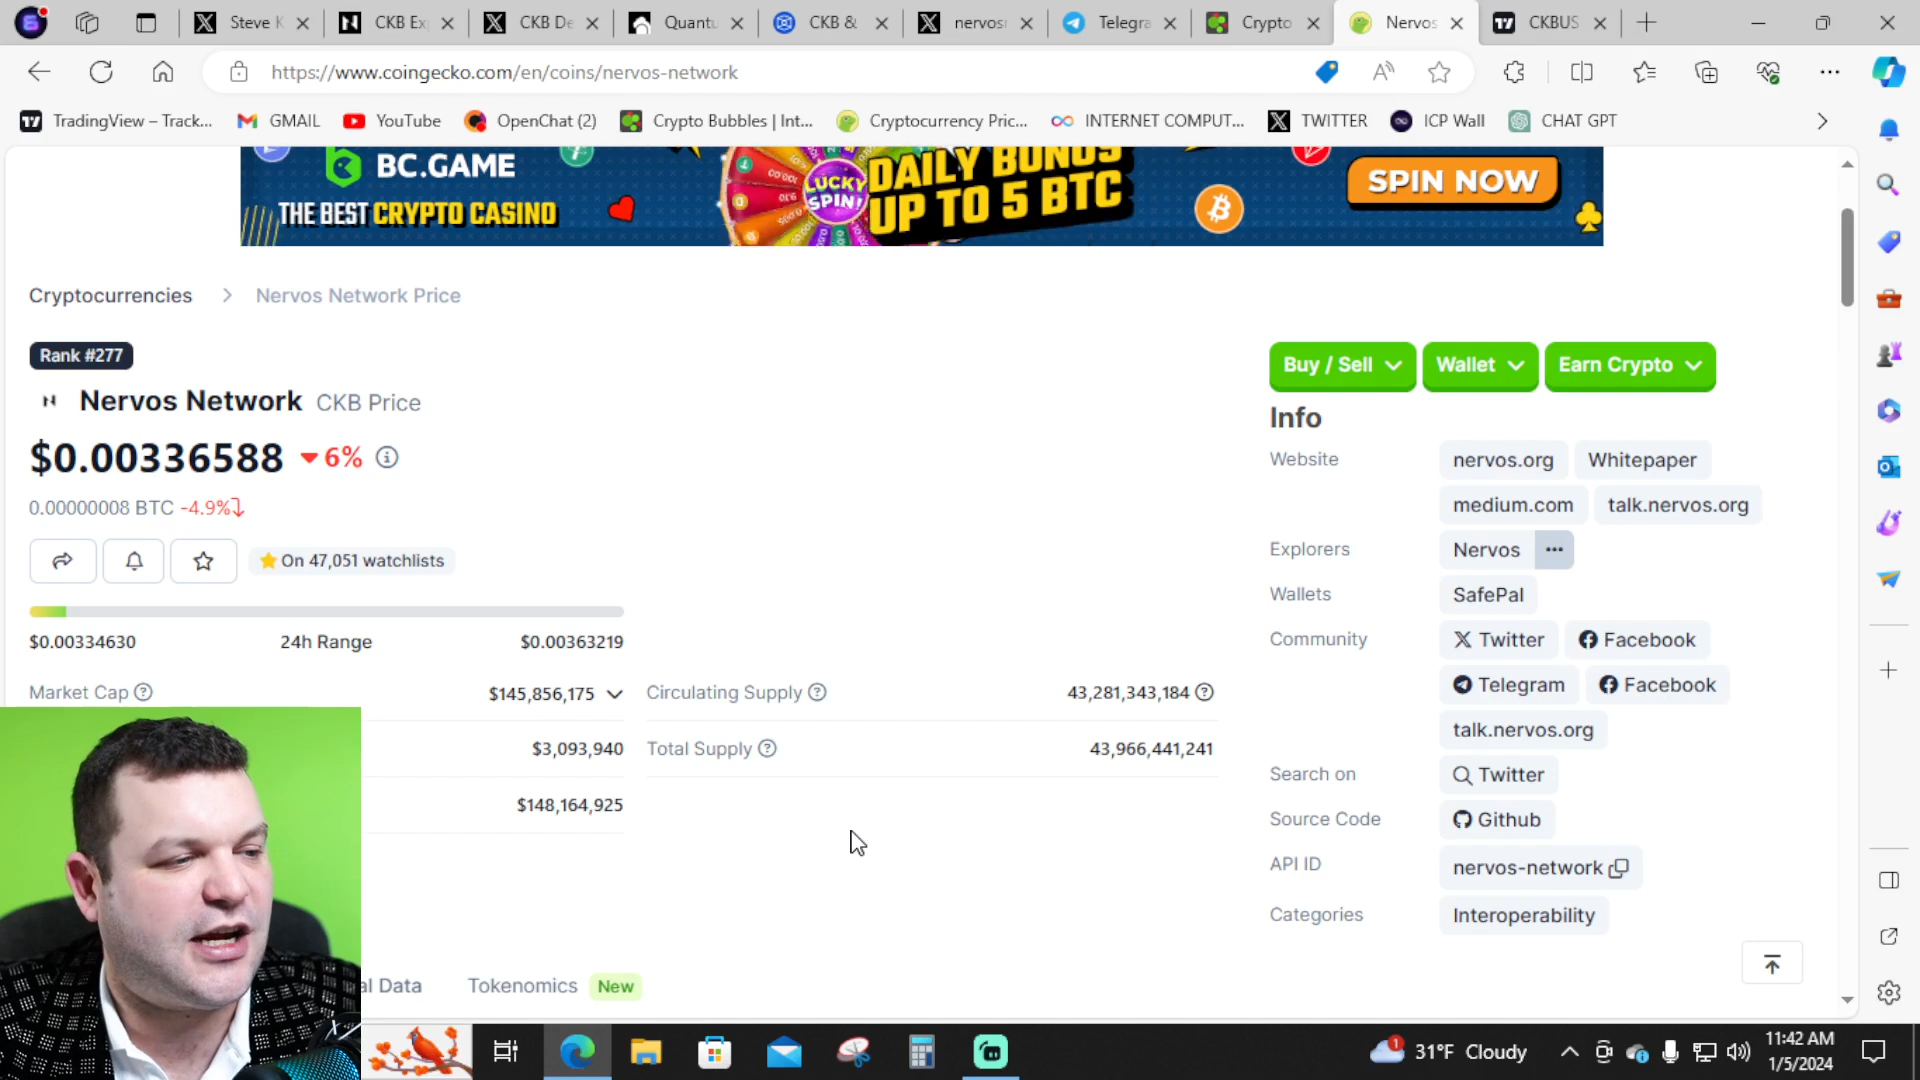 Steve K
CKB Ex
CKB De
Quantu
CKB &
nervos
Telegra
Crypto
Nervos
CKBUS
https://www.coingecko.com/en/coins/nervos-network
TradingView – Track...
GMAIL
YouTube
OpenChat (2)
Crypto Bubbles | Int...
Cryptocurrency Pric...
INTERNET COMPUT...
TWITTER
ICP Wall
CHAT GPT
BC.GAME
THE BEST CRYPTO CASINO
LUCKY SPIN!
DAILY BONUS
UP TO 5 BTC
SPIN NOW
Cryptocurrencies > Nervos Network Price
Rank #277
Nervos Network CKB Price
$0.00336588 6%
0.00000008 BTC -4.9%
On 47,051 watchlists
$0.00334630 24h Range $0.00363219
Market Cap $145,856,175
$3,093,940
$148,164,925
Circulating Supply 43,281,343,184
Total Supply 43,966,441,241
al Data Tokenomics New
Buy / Sell Wallet Earn Crypto
Info
Website nervos.org Whitepaper
medium.com talk.nervos.org
Explorers Nervos ...
Wallets SafePal
Community Twitter Facebook
Telegram Facebook
talk.nervos.org
Search on Twitter
Source Code Github
API ID nervos-network
Categories Interoperability
31°F Cloudy
11:42 AM
1/5/2024